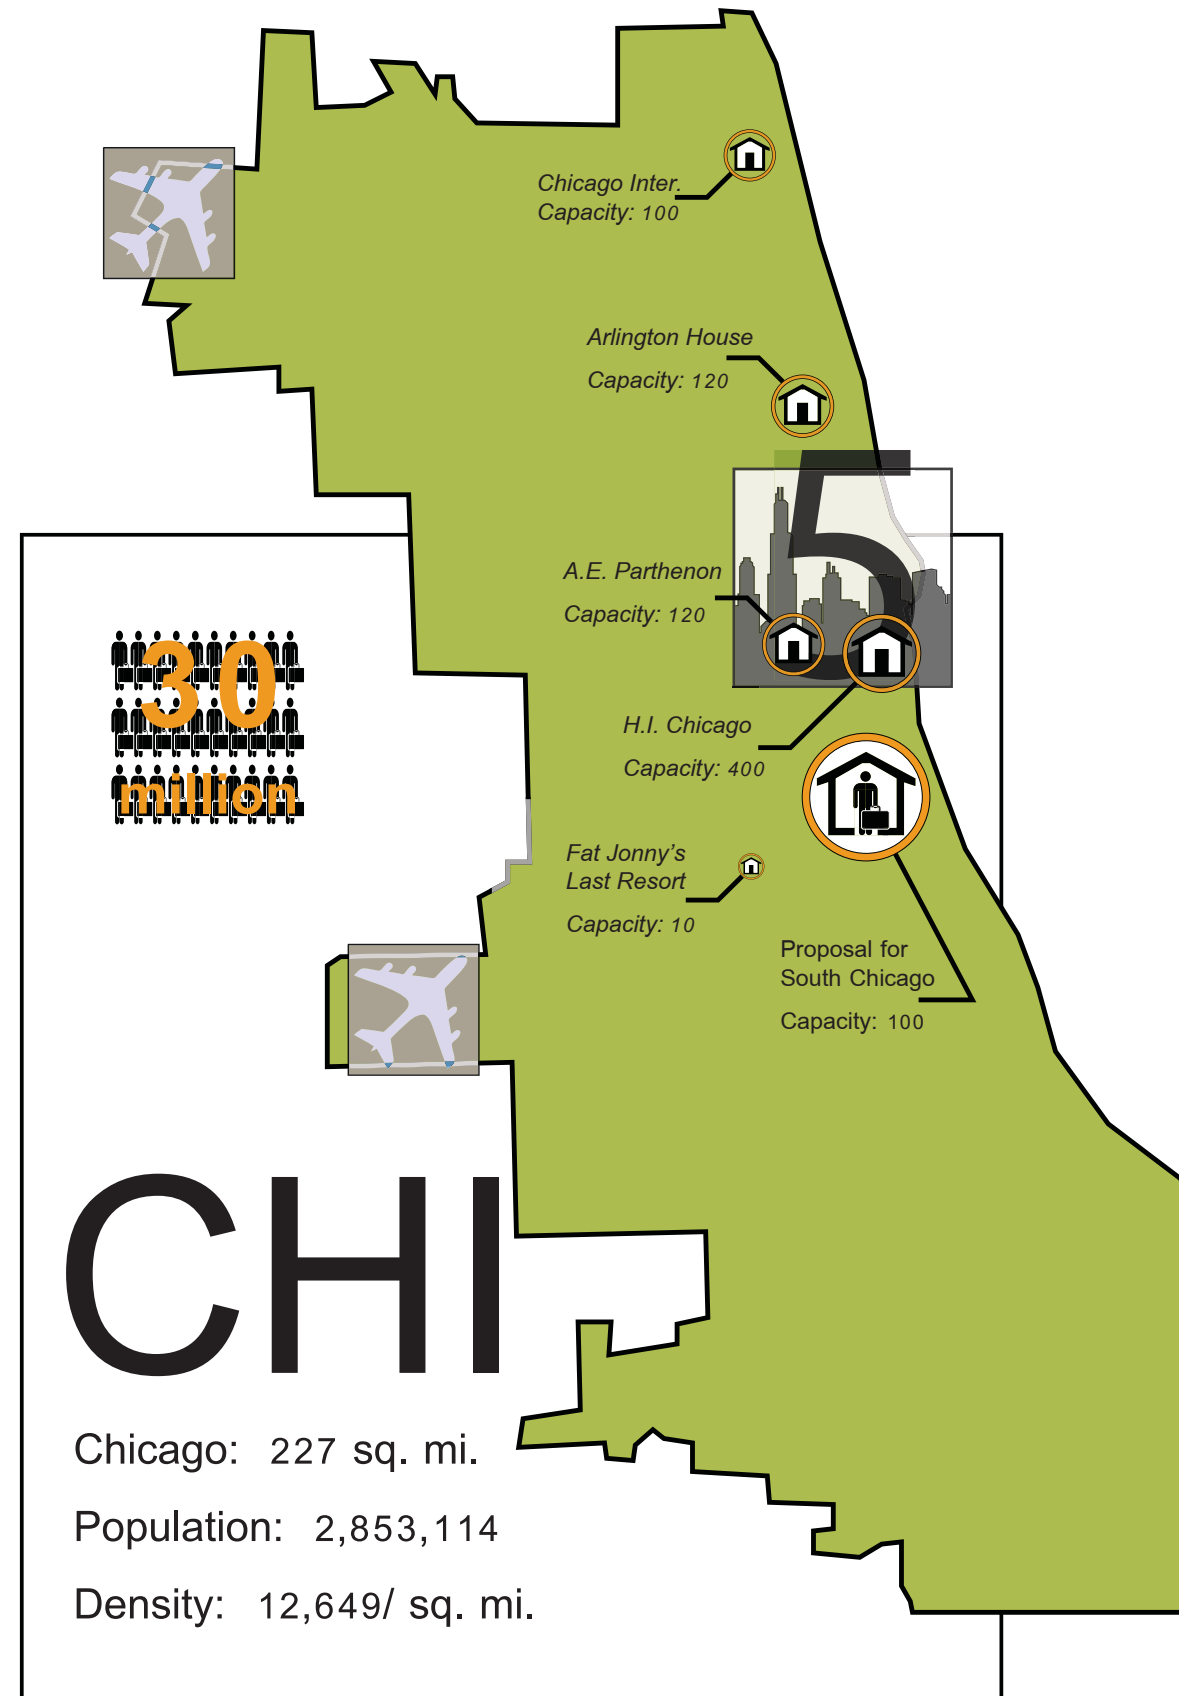 Chicago Inter.
Capacity: 100
Arlington House
Capacity: 120
5
A.E. Parthenon
Capacity: 120
30
million
H.I. Chicago
Capacity: 400
Fat Jonny's
Last Resort
Capacity: 10
Proposal for
South Chicago
Capacity: 100
CHI
Chicago: 227 sq. mi.
Population: 2,853,114
Density: 12,649/ sq. mi.